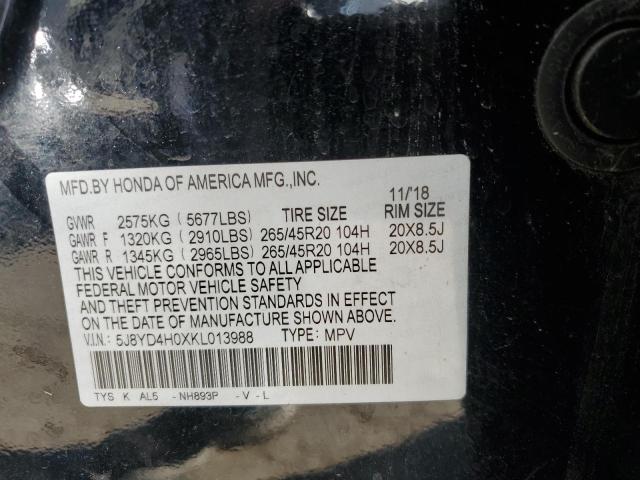 MFD.BY HONDA OF AMERICA MFG.,INC.
11/'18
GVWR 2575KG (5677LBS) TIRE SIZE RIM SIZE
GAWR F 1320KG (2910LBS) 265/45R20 104H 20X8.5J
GAWR R 1345KG (2965LBS) 265/45R20 104H 20X8.5J
THIS VEHICLE CONFORMS TO ALL APPLICABLE
FEDERAL MOTOR VEHICLE SAFETY
AND THEFT PREVENTION STANDARDS IN EFFECT
ON THE DATE OF MANUFACTURE SHOWN ABOVE.
V.I.N.: 5J8YD4H0XKL013988 TYPE: MPV
TYS K AL5 - NH893P - V - L